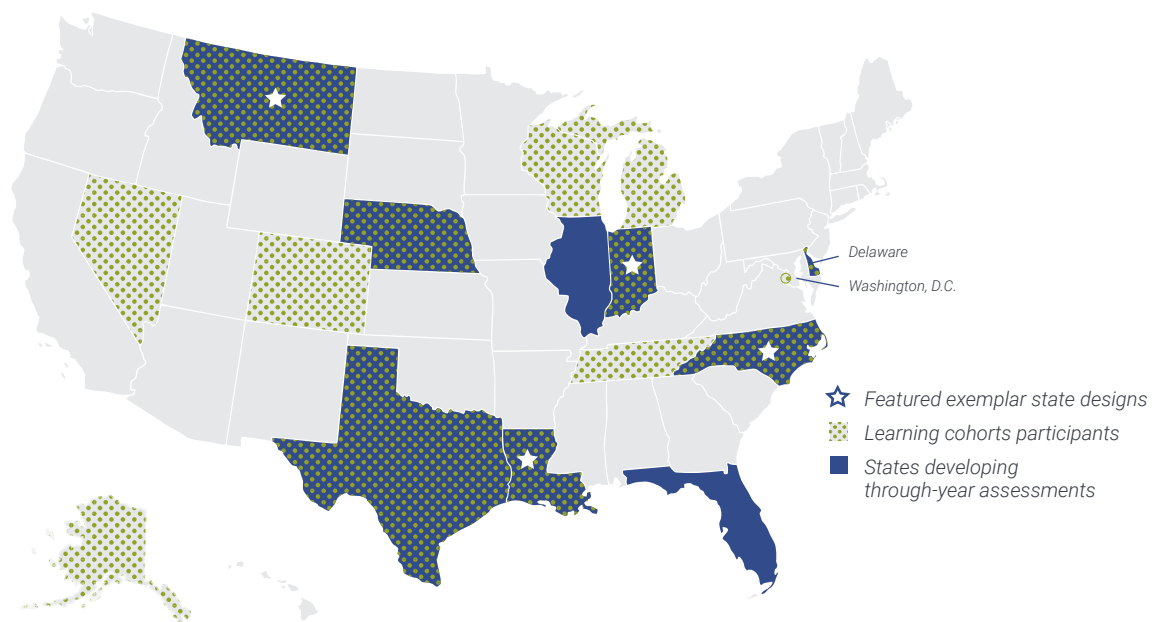 Delaware
Washington, D.C.
Featured exemplar state designs
Learning cohorts participants
States developing
through-year assessments